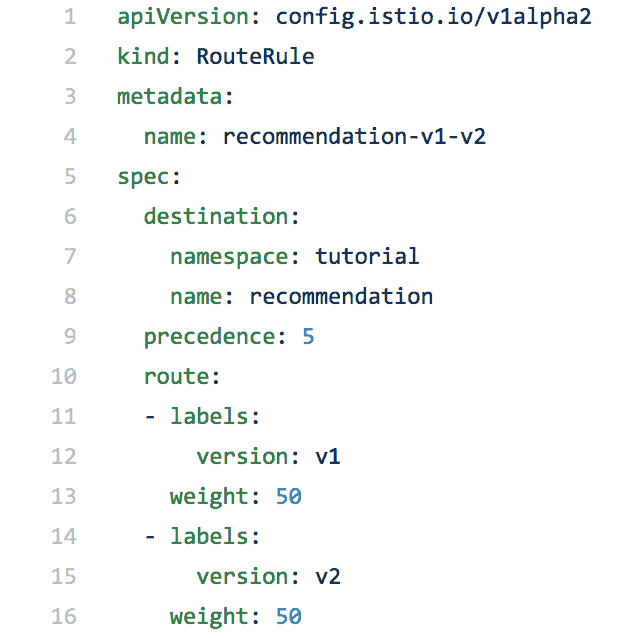 1 apiVersion: config.istio.io/v1alpha2
2 kind: RouteRule
3 metadata:
4   name: recommendation-v1-v2
5 spec:
6   destination:
7     namespace: tutorial
8     name: recommendation
9   precedence: 5
10   route:
11   - labels:
12       version: v1
13     weight: 50
14   - labels:
15       version: v2
16     weight: 50